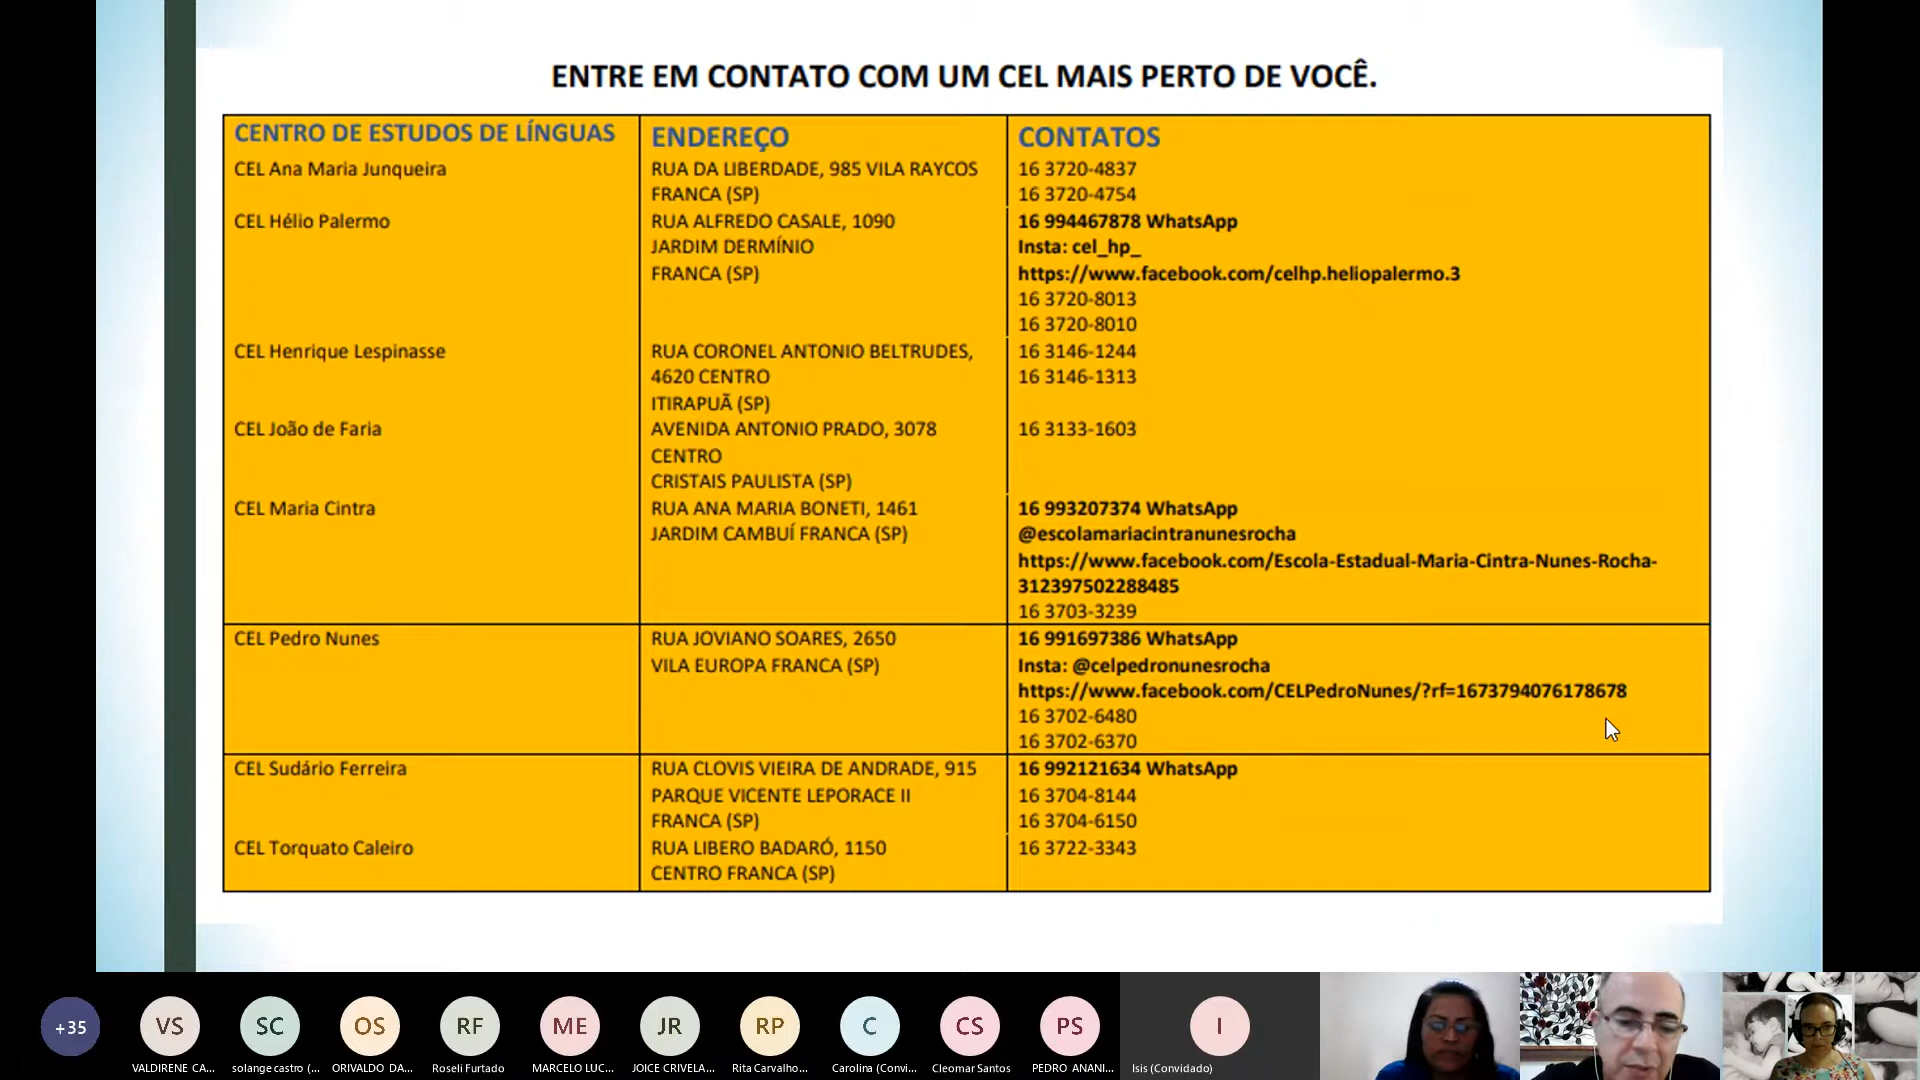 ENTRE EM CONTATO COM UM CEL MAIS PERTO DE VOCÊ.
CENTRO DE ESTUDOS DE LÍNGUAS
ENDEREÇO
CONTATOS
CEL Ana Maria Junqueira
RUA DA LIBERDADE, 985 VILA RAYCOS
FRANCA (SP)
16 3720-4837
16 3720-4754
CEL Hélio Palermo
RUA ALFREDO CASALE, 1090
JARDIM DERMÍNIO
FRANCA (SP)
16 994467878 WhatsApp
Insta: cel_hp_
https://www.facebook.com/celhp.heliopalermo.3
16 3720-8013
16 3720-8010
CEL Henrique Lespinasse
RUA CORONEL ANTONIO BELTRUDES,
4620 CENTRO
ITIRAPUÃ (SP)
16 3146-1244
16 3146-1313
CEL João de Faria
AVENIDA ANTONIO PRADO, 3078
CENTRO
CRISTAIS PAULISTA (SP)
16 3133-1603
CEL Maria Cintra
RUA ANA MARIA BONETI, 1461
JARDIM CAMBUÍ FRANCA (SP)
16 993207374 WhatsApp
@escolamariacintranunesrocha
https://www.facebook.com/Escola-Estadual-Maria-Cintra-Nunes-Rocha-
312397502288485
16 3703-3239
CEL Pedro Nunes
RUA JOVIANO SOARES, 2650
VILA EUROPA FRANCA (SP)
16 991697386 WhatsApp
Insta: @celpedronunesrocha
https://www.facebook.com/CELPedroNunes/?rf=1673794076178678
16 3702-6480
16 3702-6370
CEL Sudário Ferreira
RUA CLOVIS VIEIRA DE ANDRADE, 915
PARQUE VICENTE LEPORACE II
FRANCA (SP)
16 992121634 WhatsApp
16 3704-8144
16 3704-6150
CEL Torquato Caleiro
RUA LIBERO BADARÓ, 1150
CENTRO FRANCA (SP)
16 3722-3343
+35
VS
SC
OS
RF
ME
JR
RP
C
CS
PS
I
VALDIRENE CA...
solange castro (...
ORIVALDO DA...
Roseli Furtado
MARCELO LUC...
JOICE CRIVELA...
Rita Carvalho...
Carolina (Convi...
Cleomar Santos
PEDRO ANANI...
Isis (Convidado)